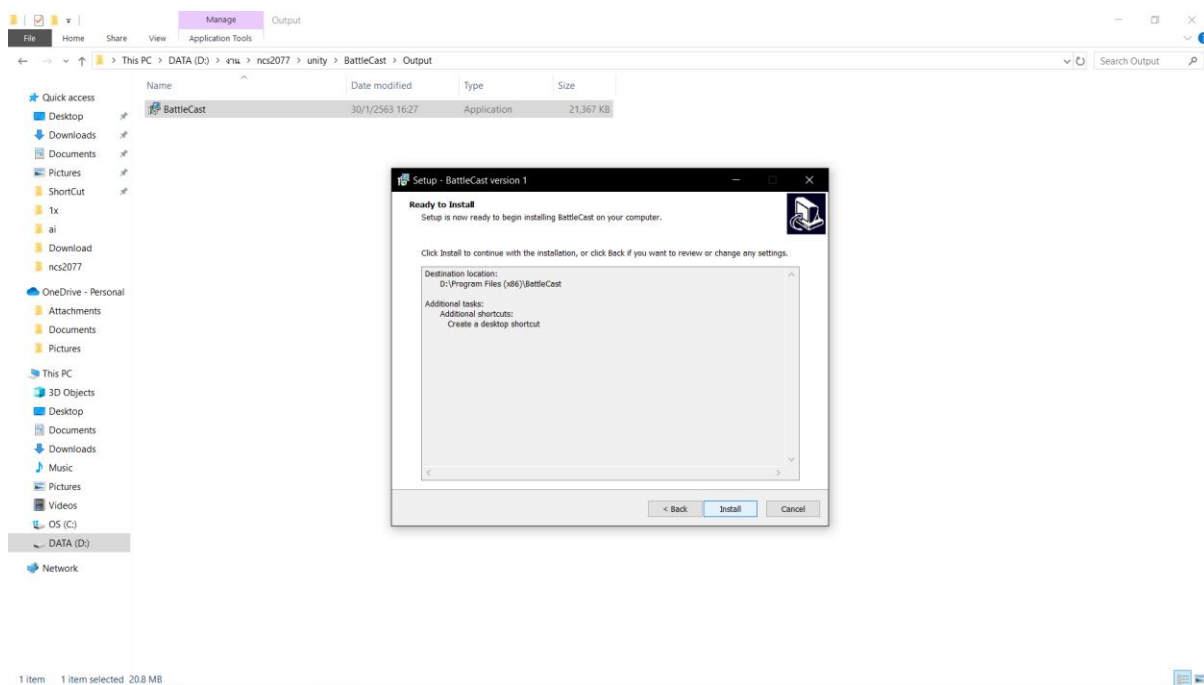 Manage Output
File Home Share View Application Tools
This PC > DATA (D:) > งาน > ncs2077 > unity > BattleCast > Output
Search Output
Name Date modified Type Size
BattleCast 30/1/2563 16:27 Application 21,367 KB
Quick access
Desktop
Downloads
Documents
Pictures
ShortCut
1x
ai
Download
ncs2077
OneDrive - Personal
Attachments
Documents
Pictures
This PC
3D Objects
Desktop
Documents
Downloads
Music
Pictures
Videos
OS (C:)
DATA (D:)
Network
Setup - BattleCast version 1
Ready to Install
Setup is now ready to begin installing BattleCast on your computer.
Click Install to continue with the installation, or click Back if you want to review or change any settings.
Destination location:
D:\Program Files (x86)\BattleCast
Additional tasks:
Additional shortcuts:
Create a desktop shortcut
< Back Install Cancel
1 item 1 item selected 20.8 MB